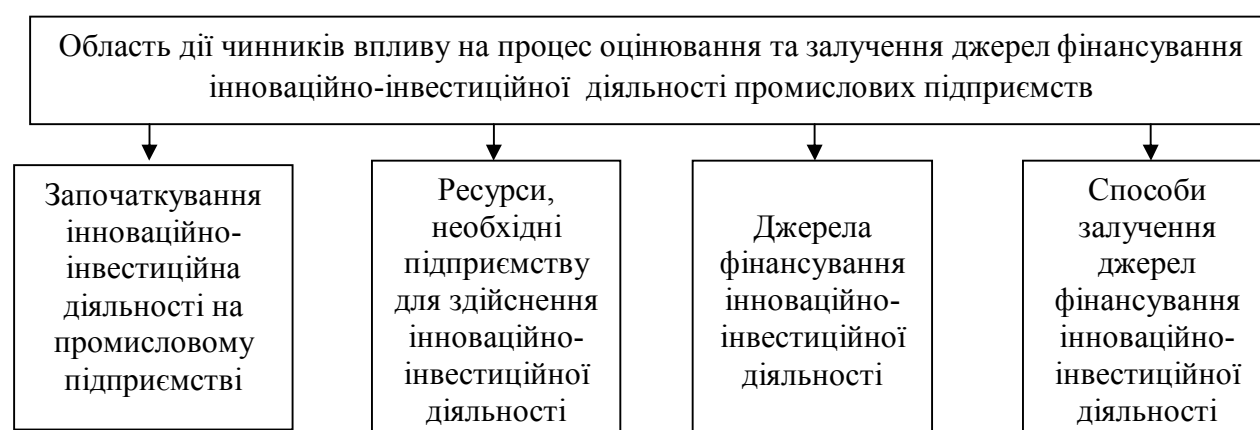 Область дії чинників впливу на процес оцінювання та залучення джерел фінансування
інноваційно-інвестиційної діяльності промислових підприємств
Започаткування
інноваційно-
інвестиційна
діяльності на
промисловому
підприємстві
Ресурси,
необхідні
підприємству
для здійснення
інноваційно-
інвестиційної
діяльності
Джерела
фінансування
інноваційно-
інвестиційної
діяльності
Способи
залучення
джерел
фінансування
інноваційно-
інвестиційної
діяльності